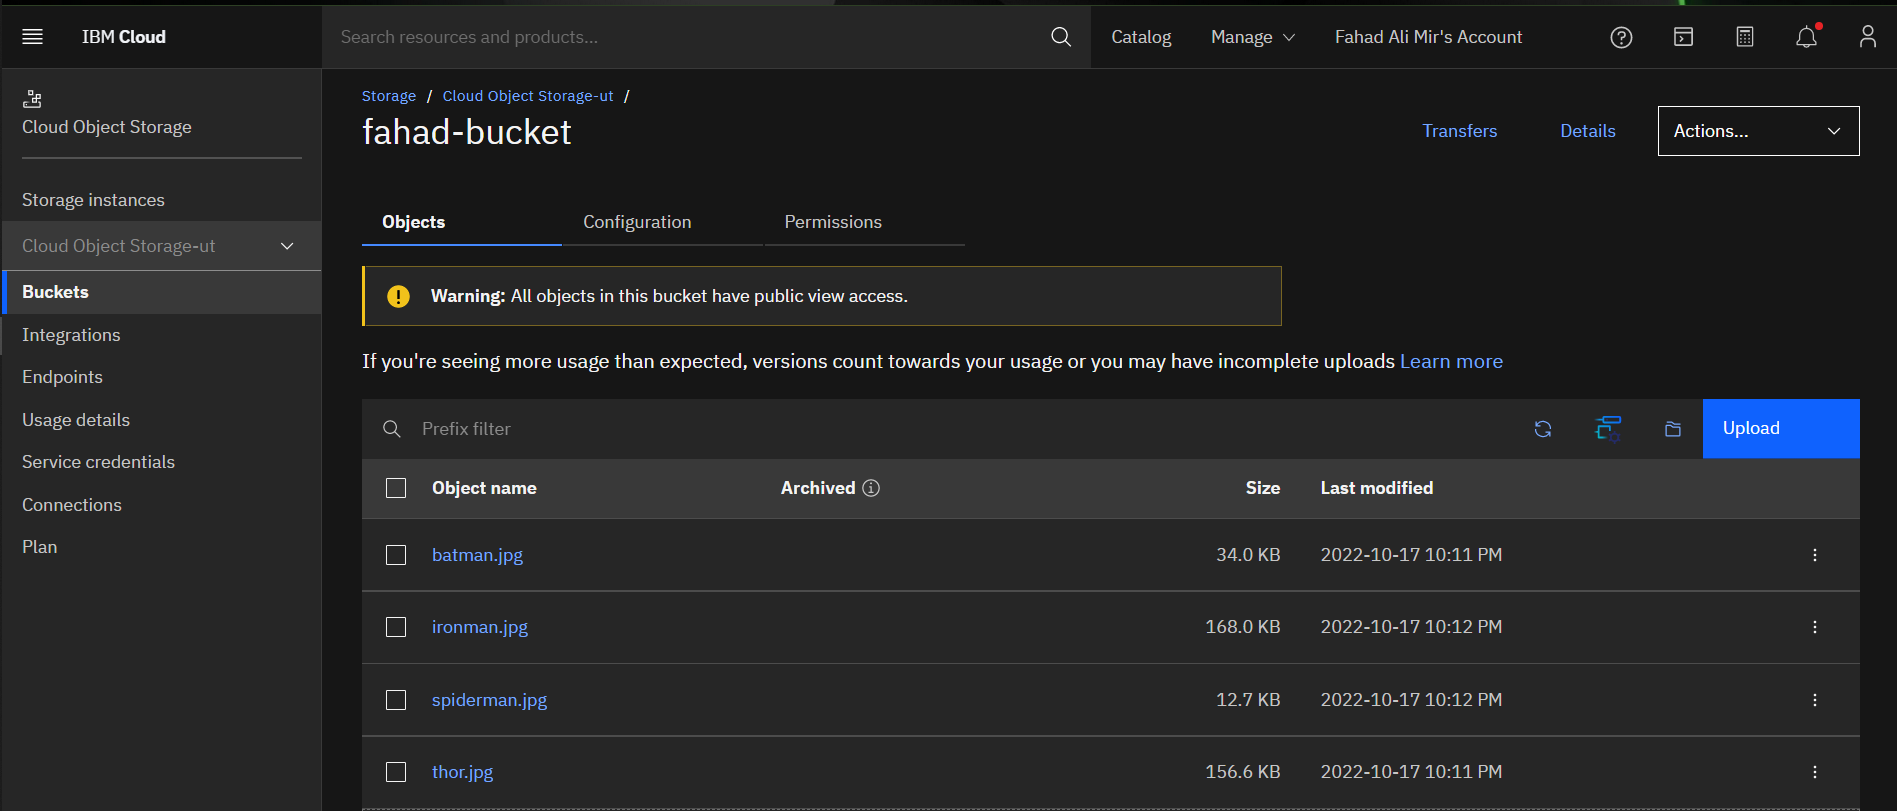 IBM Cloud
Search resources and products...
Catalog
Manage
Fahad Ali Mir's Account
Cloud Object Storage
Storage instances
Cloud Object Storage-ut
Buckets
Integrations
Endpoints
Usage details
Service credentials
Connections
Plan
Storage / Cloud Object Storage-ut /
fahad-bucket
Transfers
Details
Actions...
Objects
Configuration
Permissions
Warning: All objects in this bucket have public view access.
If you're seeing more usage than expected, versions count towards your usage or you may have incomplete uploads Learn more
Prefix filter
Upload
Object name Archived Size Last modified
batman.jpg 34.0 KB 2022-10-17 10:11 PM
ironman.jpg 168.0 KB 2022-10-17 10:12 PM
spiderman.jpg 12.7 KB 2022-10-17 10:12 PM
thor.jpg 156.6 KB 2022-10-17 10:11 PM